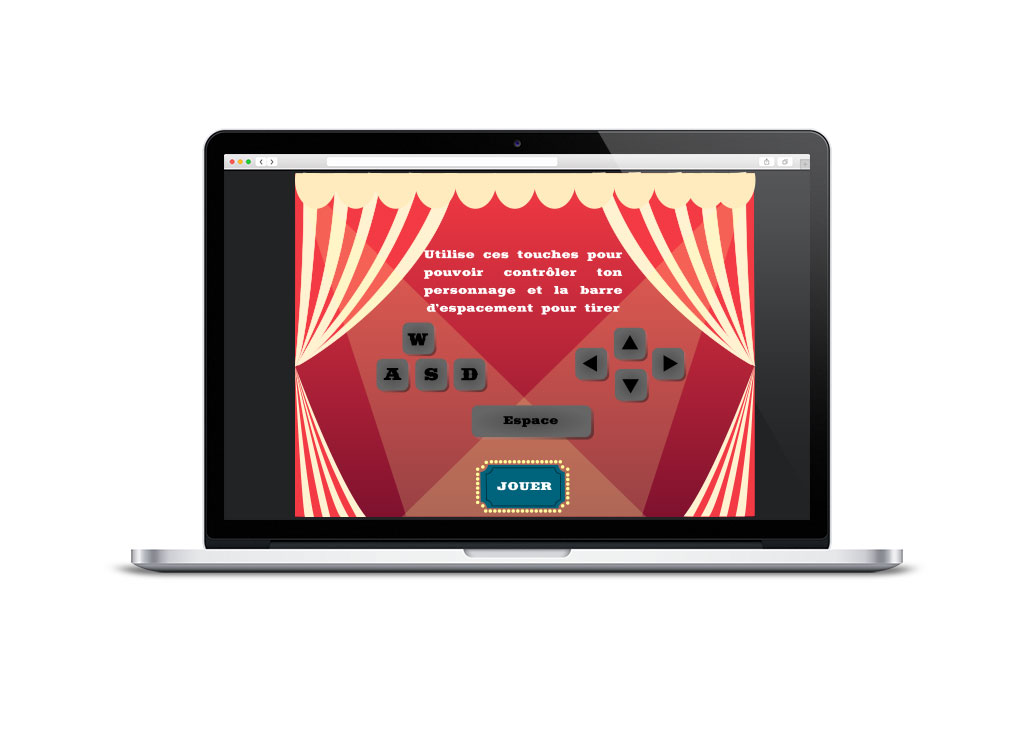 Utilise ces touches pour
pouvoir contrôler ton
personnage et la barre
d'espacement pour tirer
W
A S D
Espace
JOUER